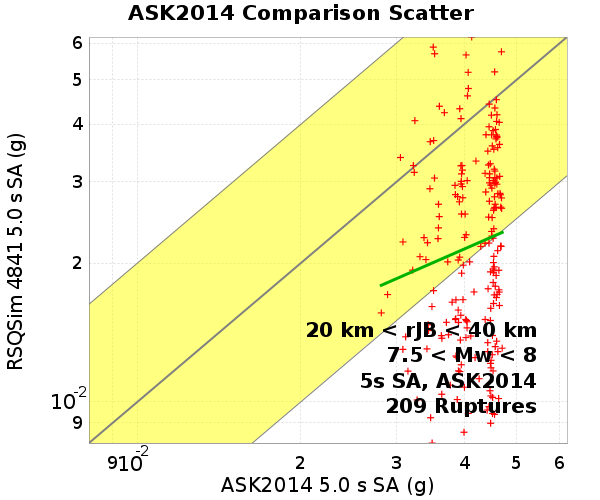 ASK2014 Comparison Scatter
RSQSim 4841 5.0 s SA (g)
6
5
4
3
2
10-2
9
20 km < rJB < 40 km
7.5 < Mw < 8
5s SA, ASK2014
209 Ruptures
9 10-2 2 3 4 5 6
ASK2014 5.0 s SA (g)